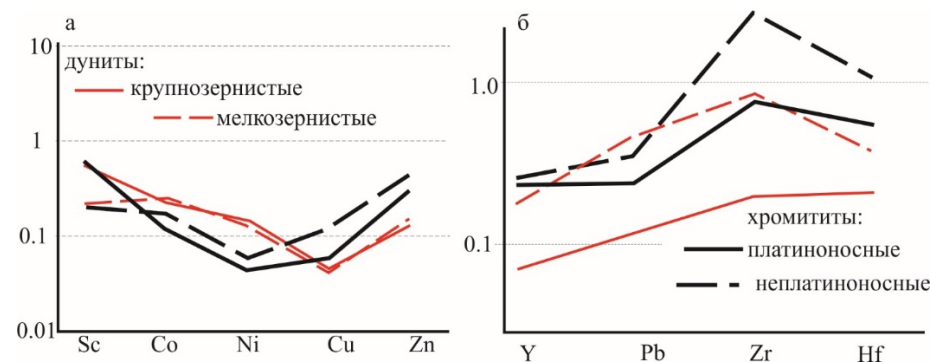 а
10
дуниты:
крупнозернистые
мелкозернистые
1
0.1
0.01
Sc Co Ni Cu Zn
б
1.0
0.1
хромититы:
платиноносные
неплатиноносные
Y Pb Zr Hf